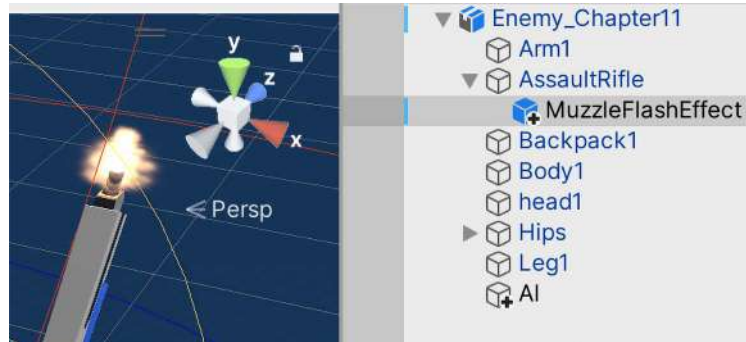 y
z
x
Persp
Enemy_Chapter11
Arm1
AssaultRifle
MuzzleFlashEffect
Backpack1
Body1
head1
Hips
Leg1
AI